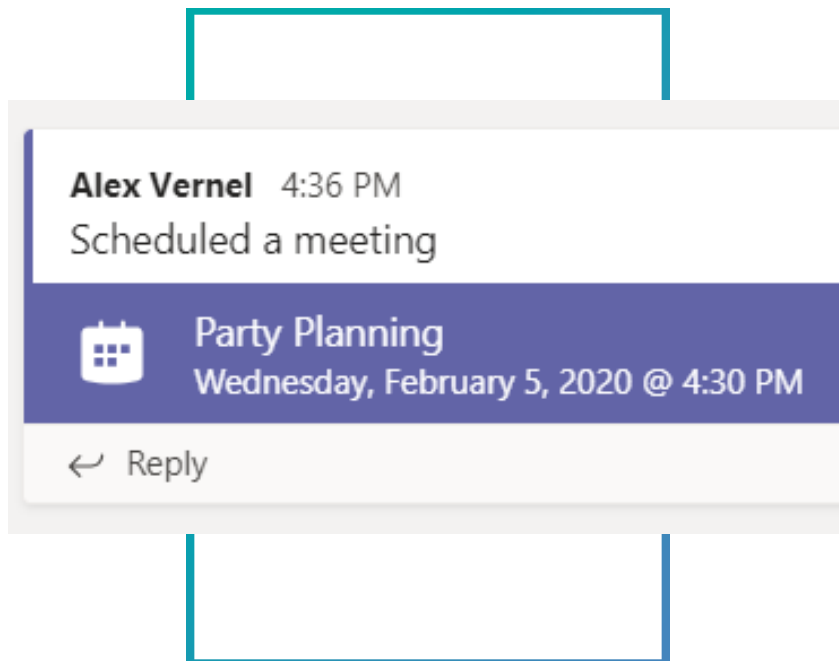 Alex Vernel 4:36 PM
Scheduled a meeting
Party Planning
Wednesday, February 5, 2020 @ 4:30 PM
Reply